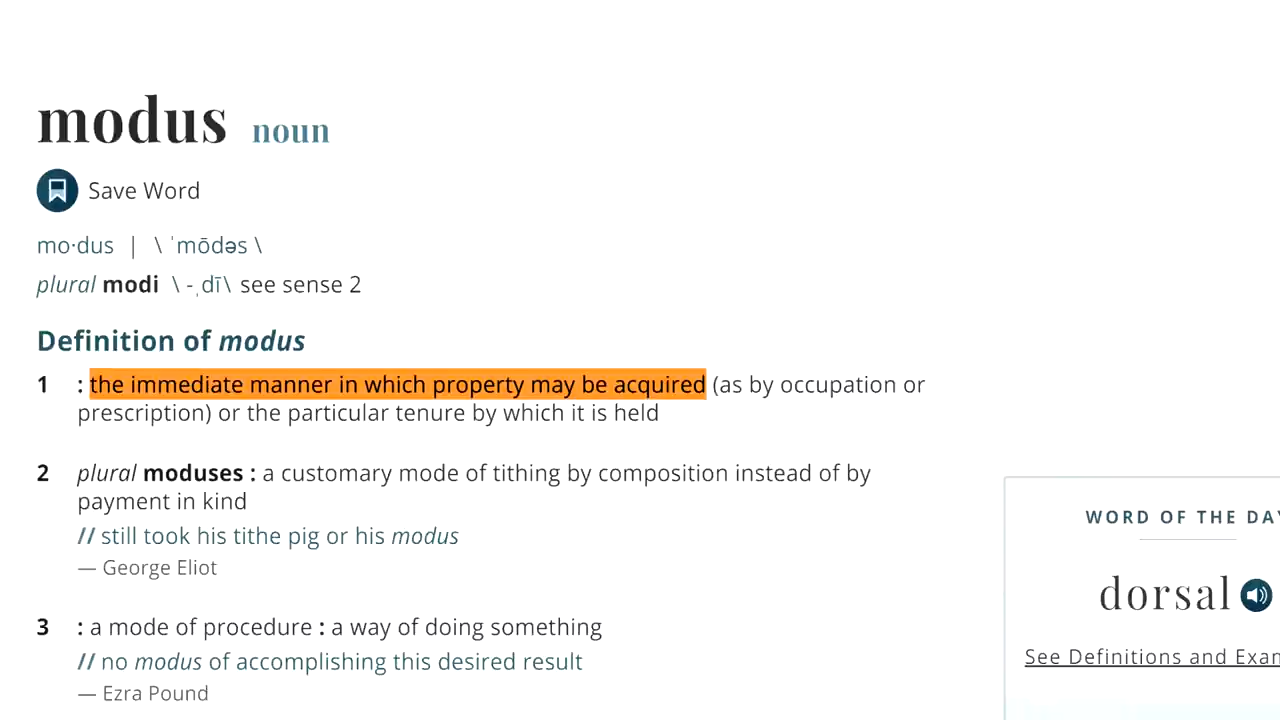 modus noun
Save Word
mo·dus | \ ˈmōdəs \
plural modi \ -ˌdī\ see sense 2
Definition of modus
1 : the immediate manner in which property may be acquired (as by occupation or
prescription) or the particular tenure by which it is held
2 plural moduses : a customary mode of tithing by composition instead of by
payment in kind
// still took his tithe pig or his modus
— George Eliot
3 : a mode of procedure : a way of doing something
// no modus of accomplishing this desired result
— Ezra Pound
WORD OF THE DA
dorsal
See Definitions and Exa